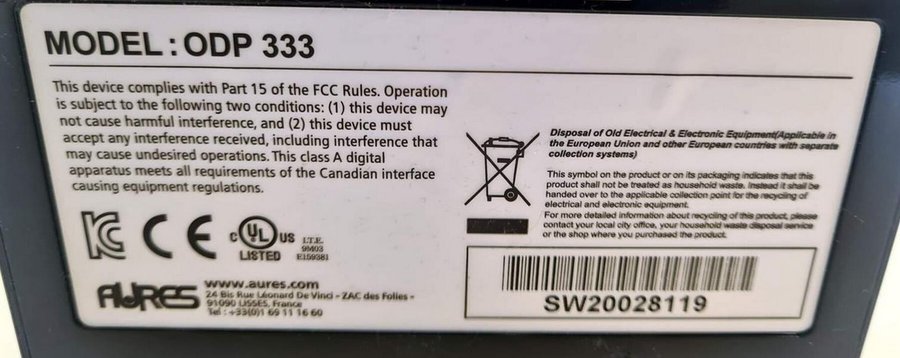 MODEL : ODP 333
This device complies with Part 15 of the FCC Rules. Operation
is subject to the following two conditions: (1) this device may
not cause harmful interference, and (2) this device must
accept any interference received, including interference that
may cause undesired operations. This class A digital
apparatus meets all requirements of the Canadian interface
causing equipment regulations.
Disposal of Old Electrical & Electronic Equipment(Applicable in
the European Union and other European countries with separate
collection systems)
This symbol on the product or on its packaging indicates that this
product shall not be treated as household waste. Instead it shall be
handed over to the applicable collection point for the recycling of
electrical and electronic equipment.
For more detailed information about recycling of this product, please
contact your local city office, your household waste disposal service
or the shop where you purchased the product.
KC CE c UL US
LISTED
I.T.E.
9M03
E159381
AURES
www.aures.com
24 Bis Rue Léonard De Vinci - ZAC des Folies -
91090 LISSES, France
Tel : +33(0)1 69 11 16 60
SW20028119